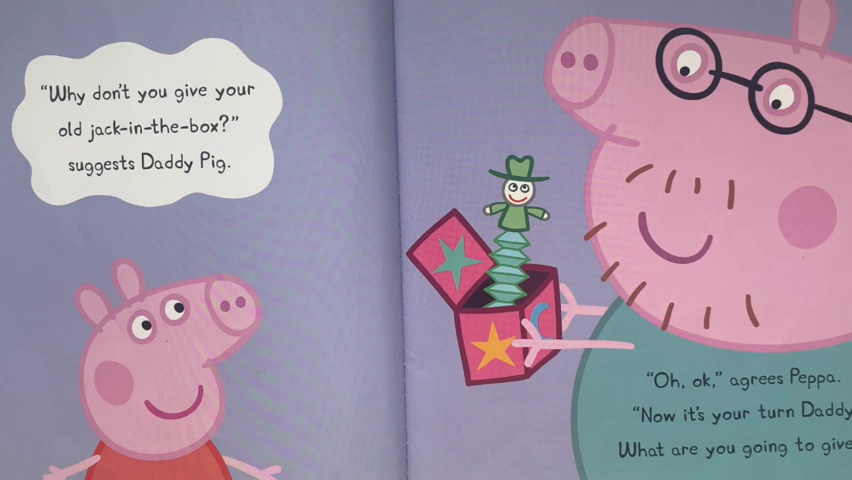 “Why don’t you give your
old jack-in-the-box?”
suggests Daddy Pig.
“Oh, ok,” agrees Peppa.
“Now it’s your turn Daddy
What are you going to give